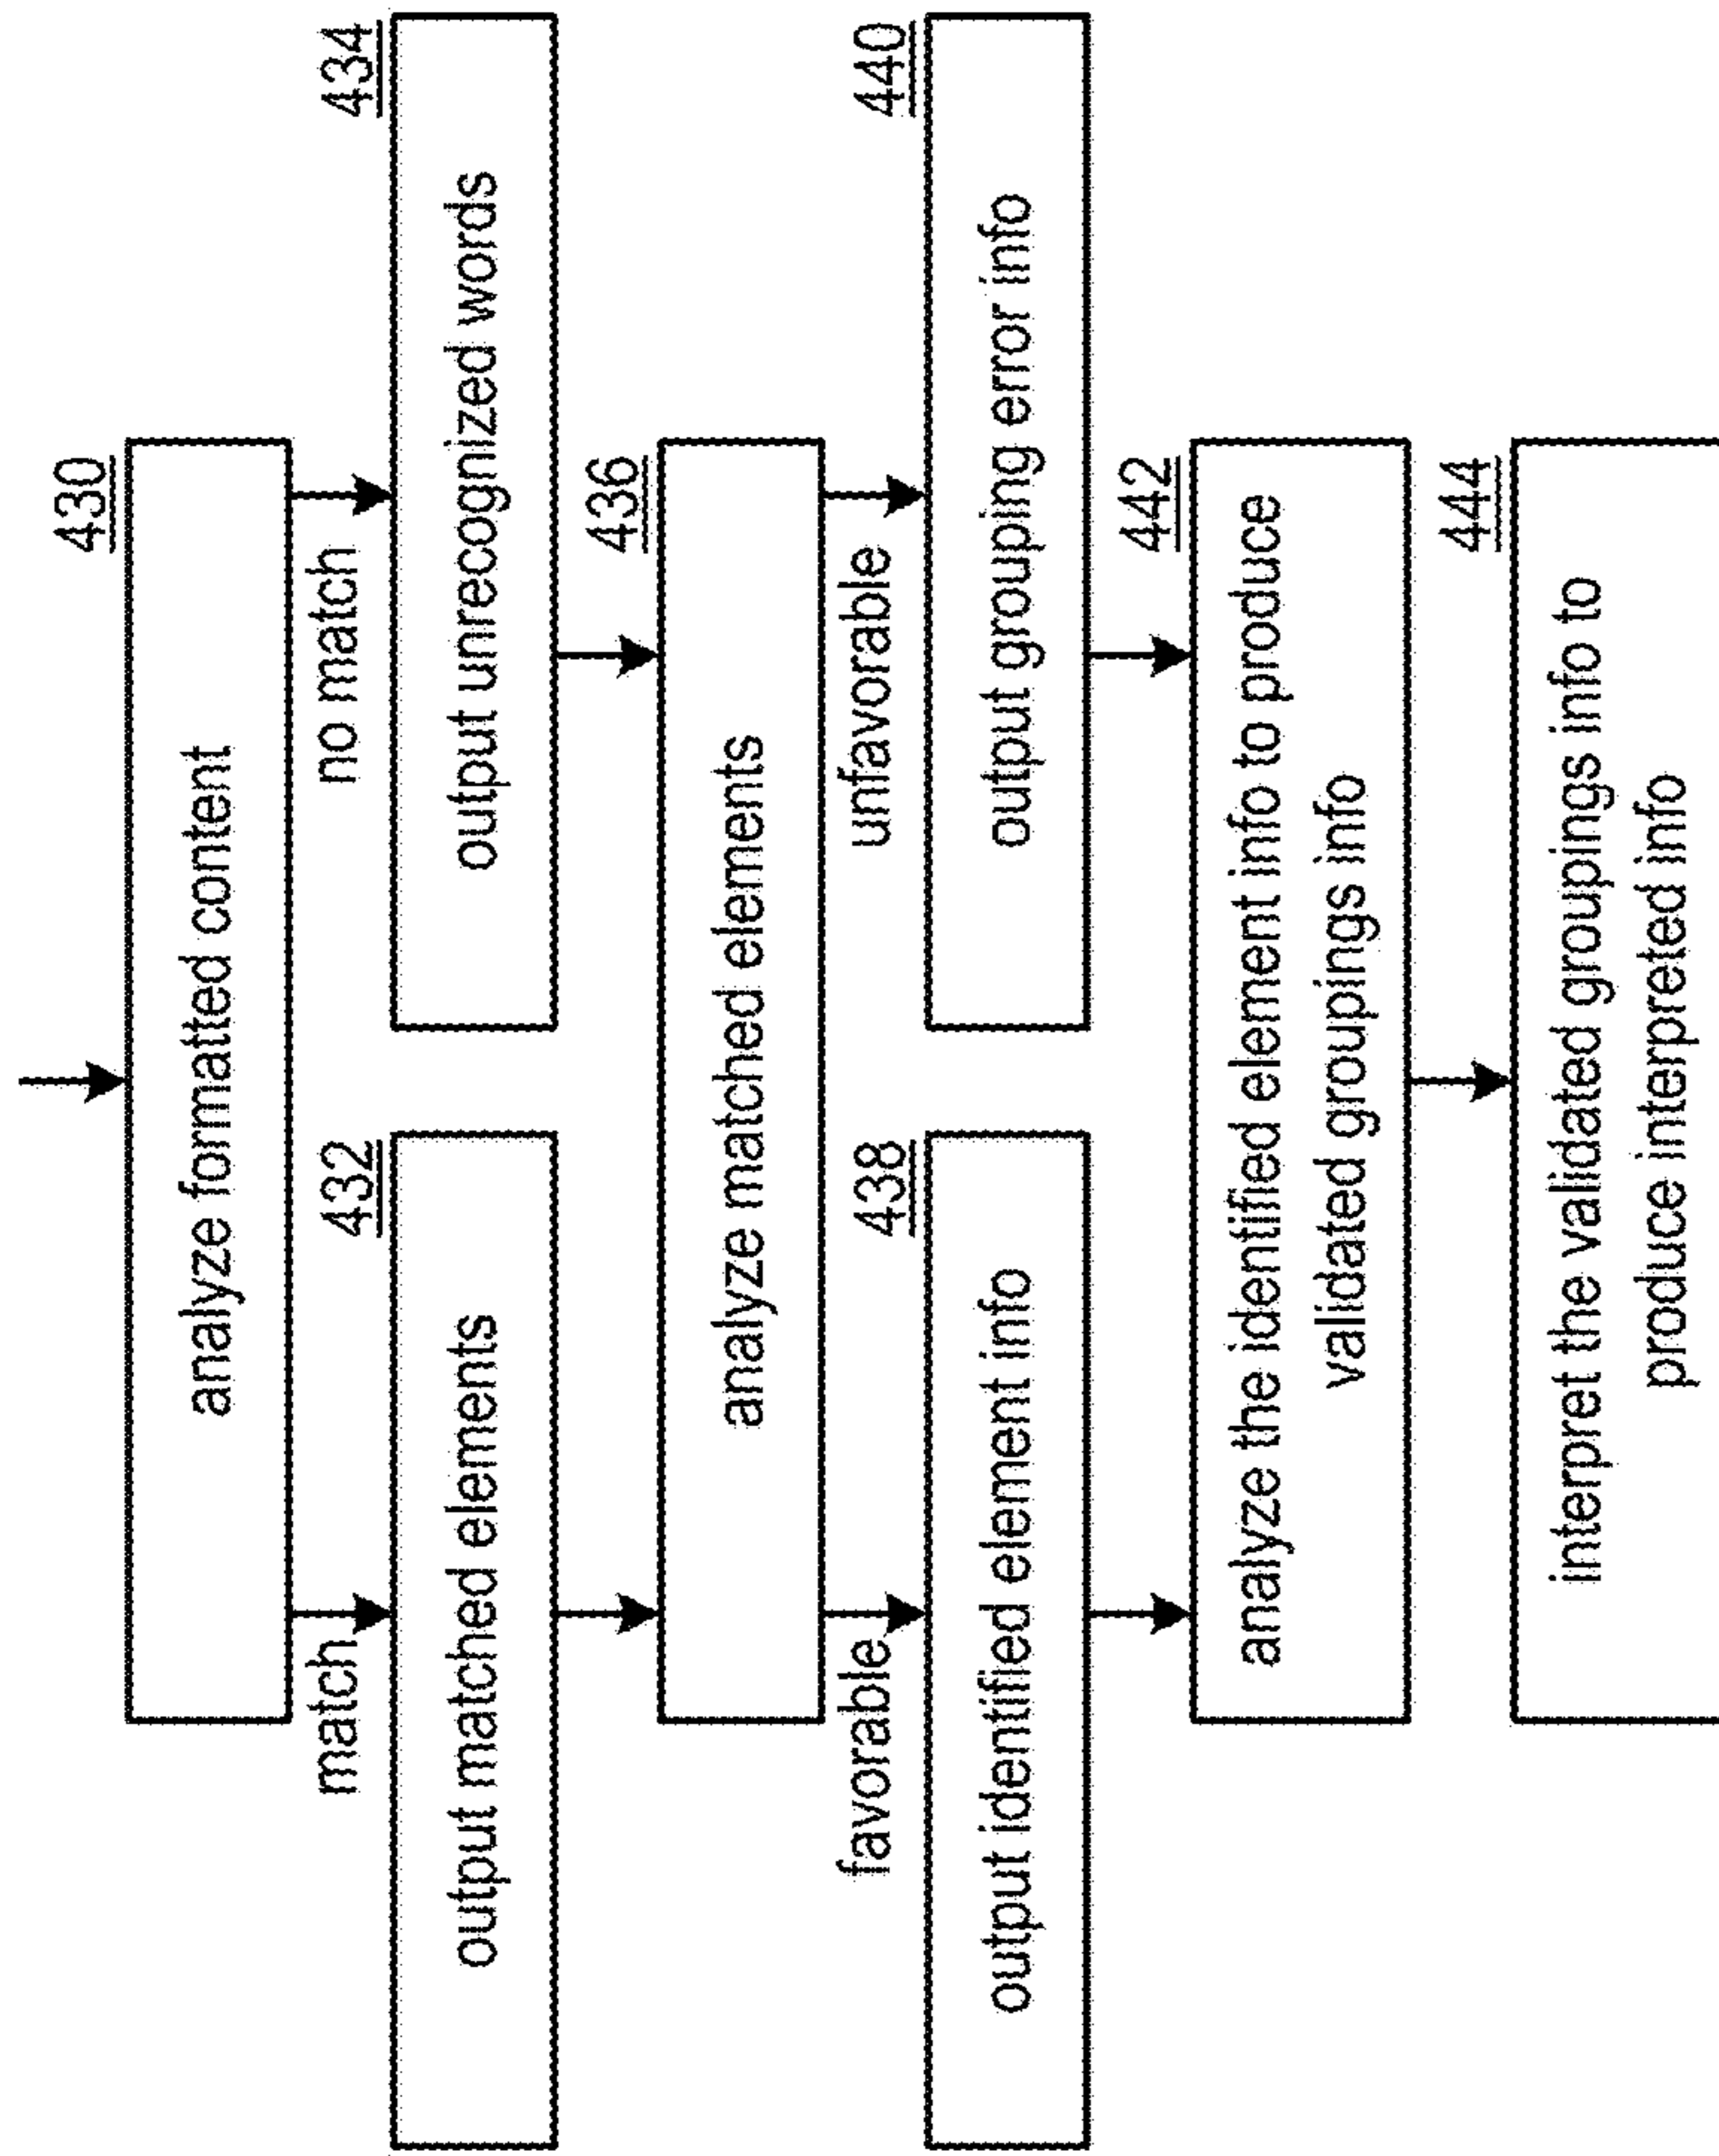 430
analyze formatted content
match
no match
432
434
output matched elements
output unrecognized words
436
analyze matched elements
favorable
unfavorable
438
440
output identified element info
output grouping error info
442
analyze the identified element info to produce
validated groupings info
444
interpret the validated groupings info to
produce interpreted info